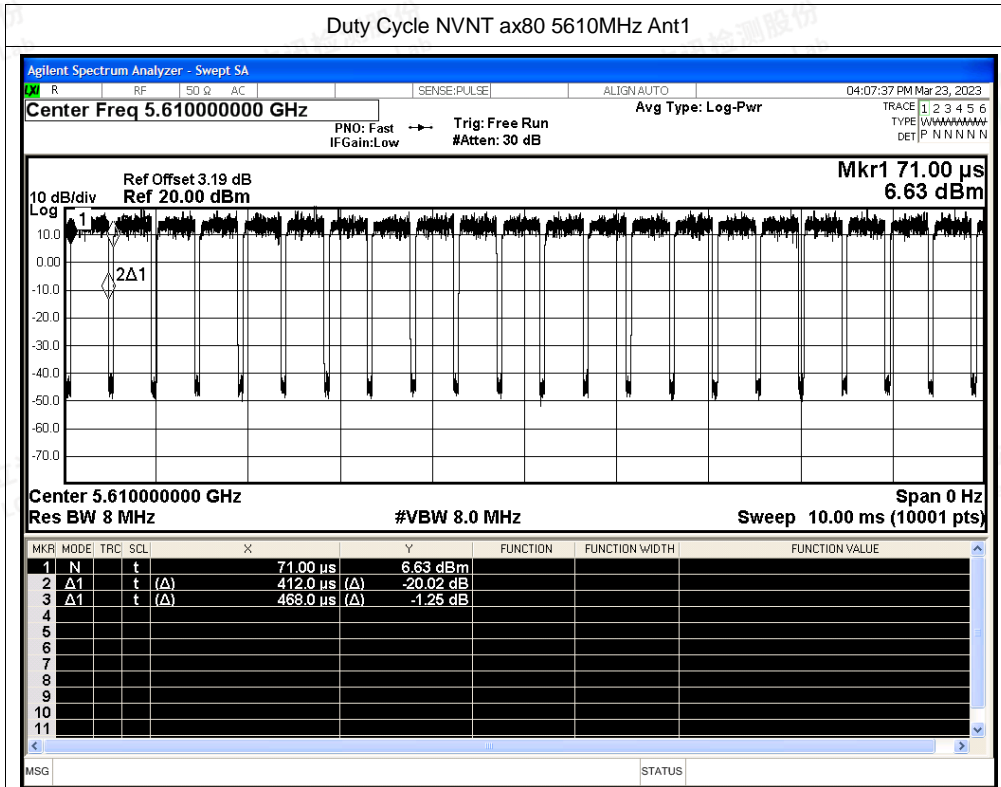 Duty Cycle NVNT ax80 5610MHz Ant1
Agilent Spectrum Analyzer - Swept SA
LXI R RF 50 Ω AC SENSE:PULSE ALIGN AUTO 04:07:37 PM Mar 23, 2023
Center Freq 5.610000000 GHz Avg Type: Log-Pwr TRACE 1 2 3 4 5 6
PNO: Fast Trig: Free Run TYPE WWWWWW
IFGain:Low #Atten: 30 dB DET P N N N N N
Mkr1 71.00 µs
Ref Offset 3.19 dB
10 dB/div Ref 20.00 dBm 6.63 dBm
Log
1
10.0
0.00
2Δ1
-10.0
-20.0
-30.0
-40.0
-50.0
-60.0
-70.0
Center 5.610000000 GHz Span 0 Hz
Res BW 8 MHz #VBW 8.0 MHz Sweep 10.00 ms (10001 pts)
MKR MODE TRC SCL X Y FUNCTION FUNCTION WIDTH FUNCTION VALUE
1 N t 71.00 µs 6.63 dBm
2 Δ1 t (Δ) 412.0 µs (Δ) -20.02 dB
3 Δ1 t (Δ) 468.0 µs (Δ) -1.25 dB
4
5
6
7
8
9
10
11
MSG STATUS